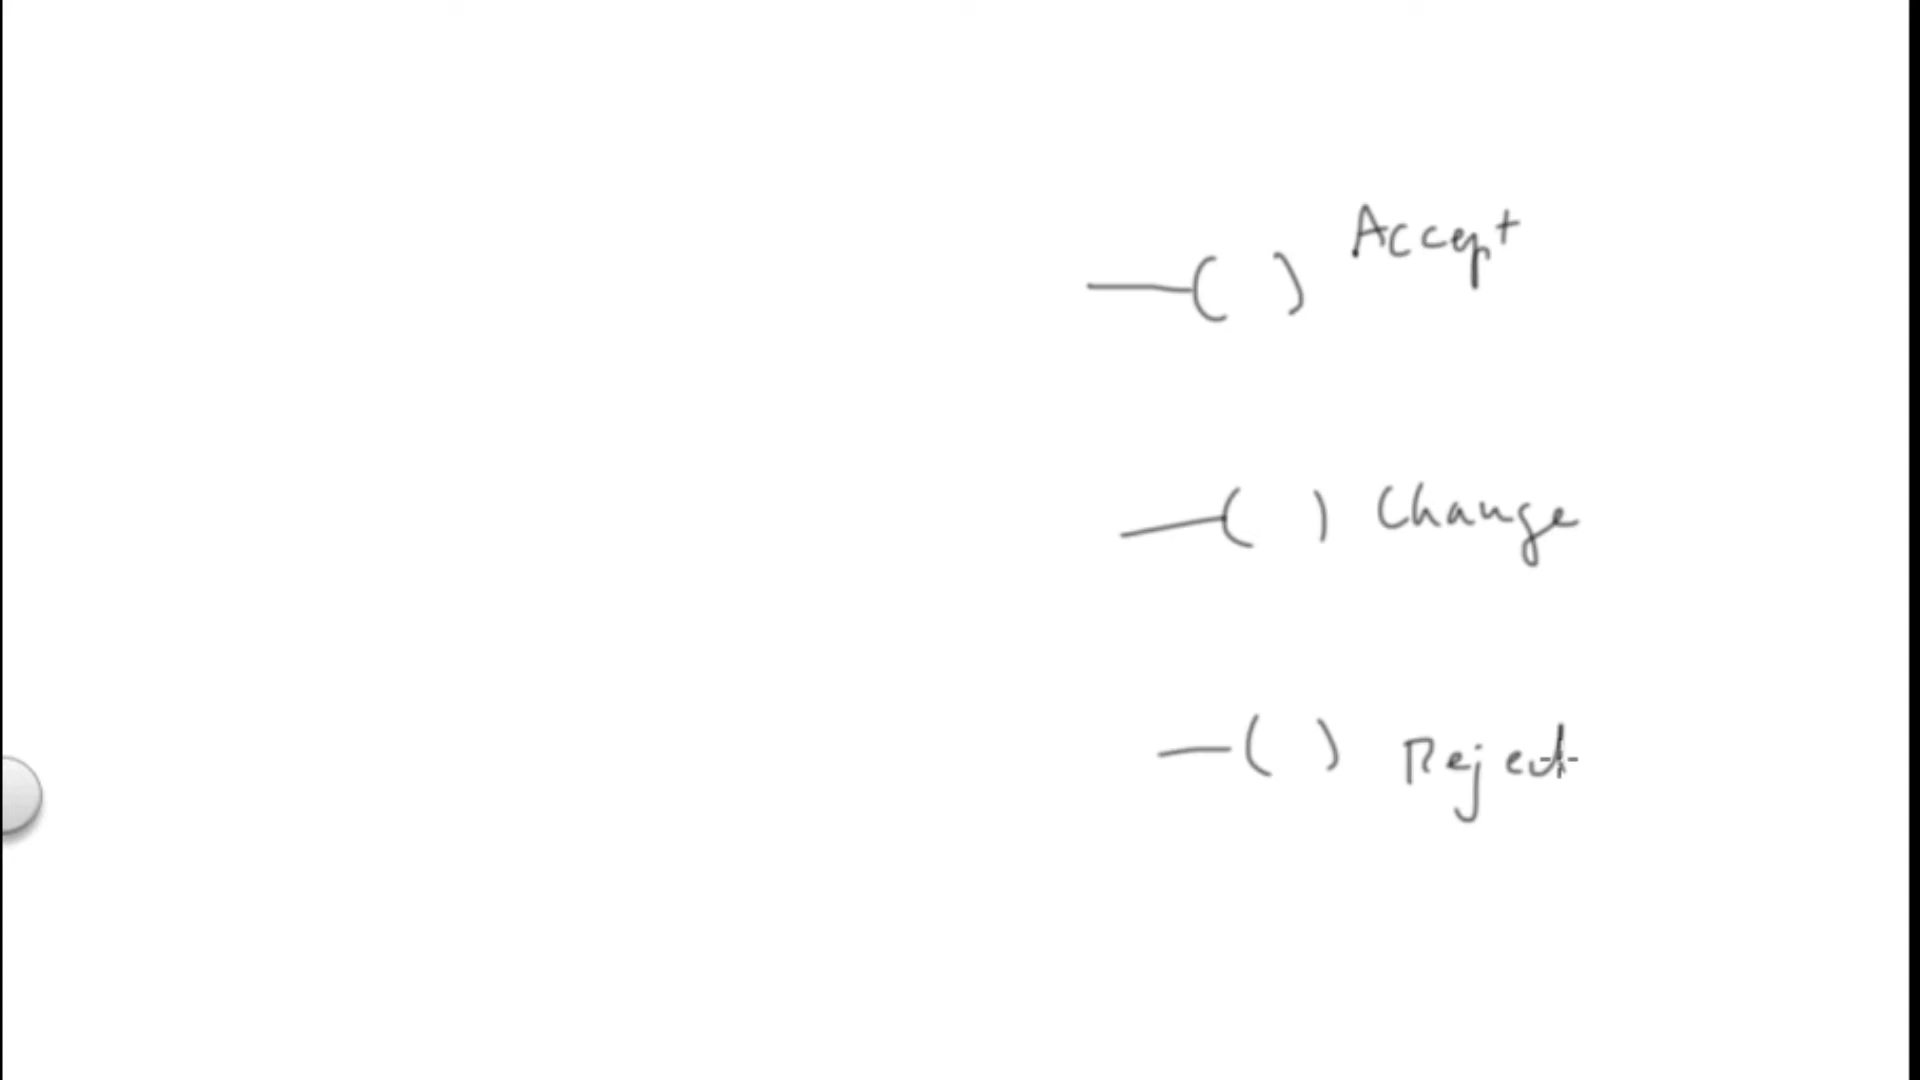 —( ) Accept
—( ) Change
—( ) Reject